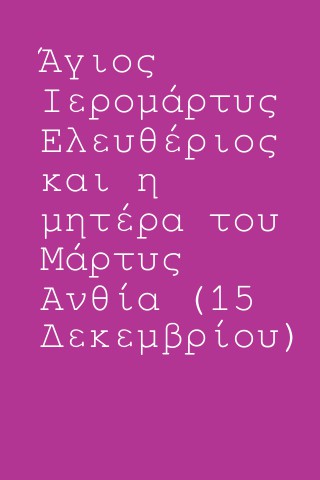 Άγιος
Ιερομάρτυς
Ελευθέριος
και η
μητέρα του
Μάρτυς
Ανθία (15
Δεκεμβρίου)